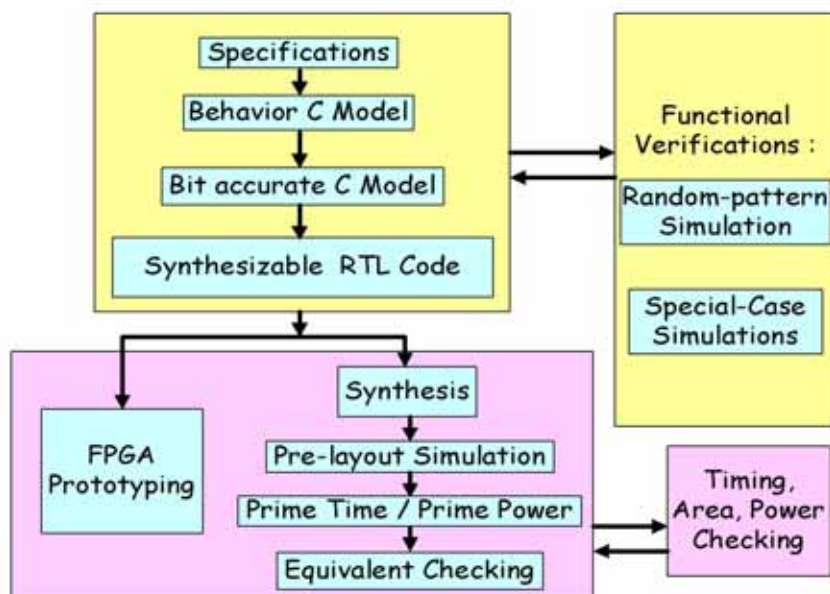 Specifications
Behavior C Model
Bit accurate C Model
Synthesizable RTL Code
Functional
Verifications :
Random-pattern
Simulation
Special-Case
Simulations
FPGA
Prototyping
Synthesis
Pre-layout Simulation
Prime Time / Prime Power
Equivalent Checking
Timing,
Area, Power
Checking